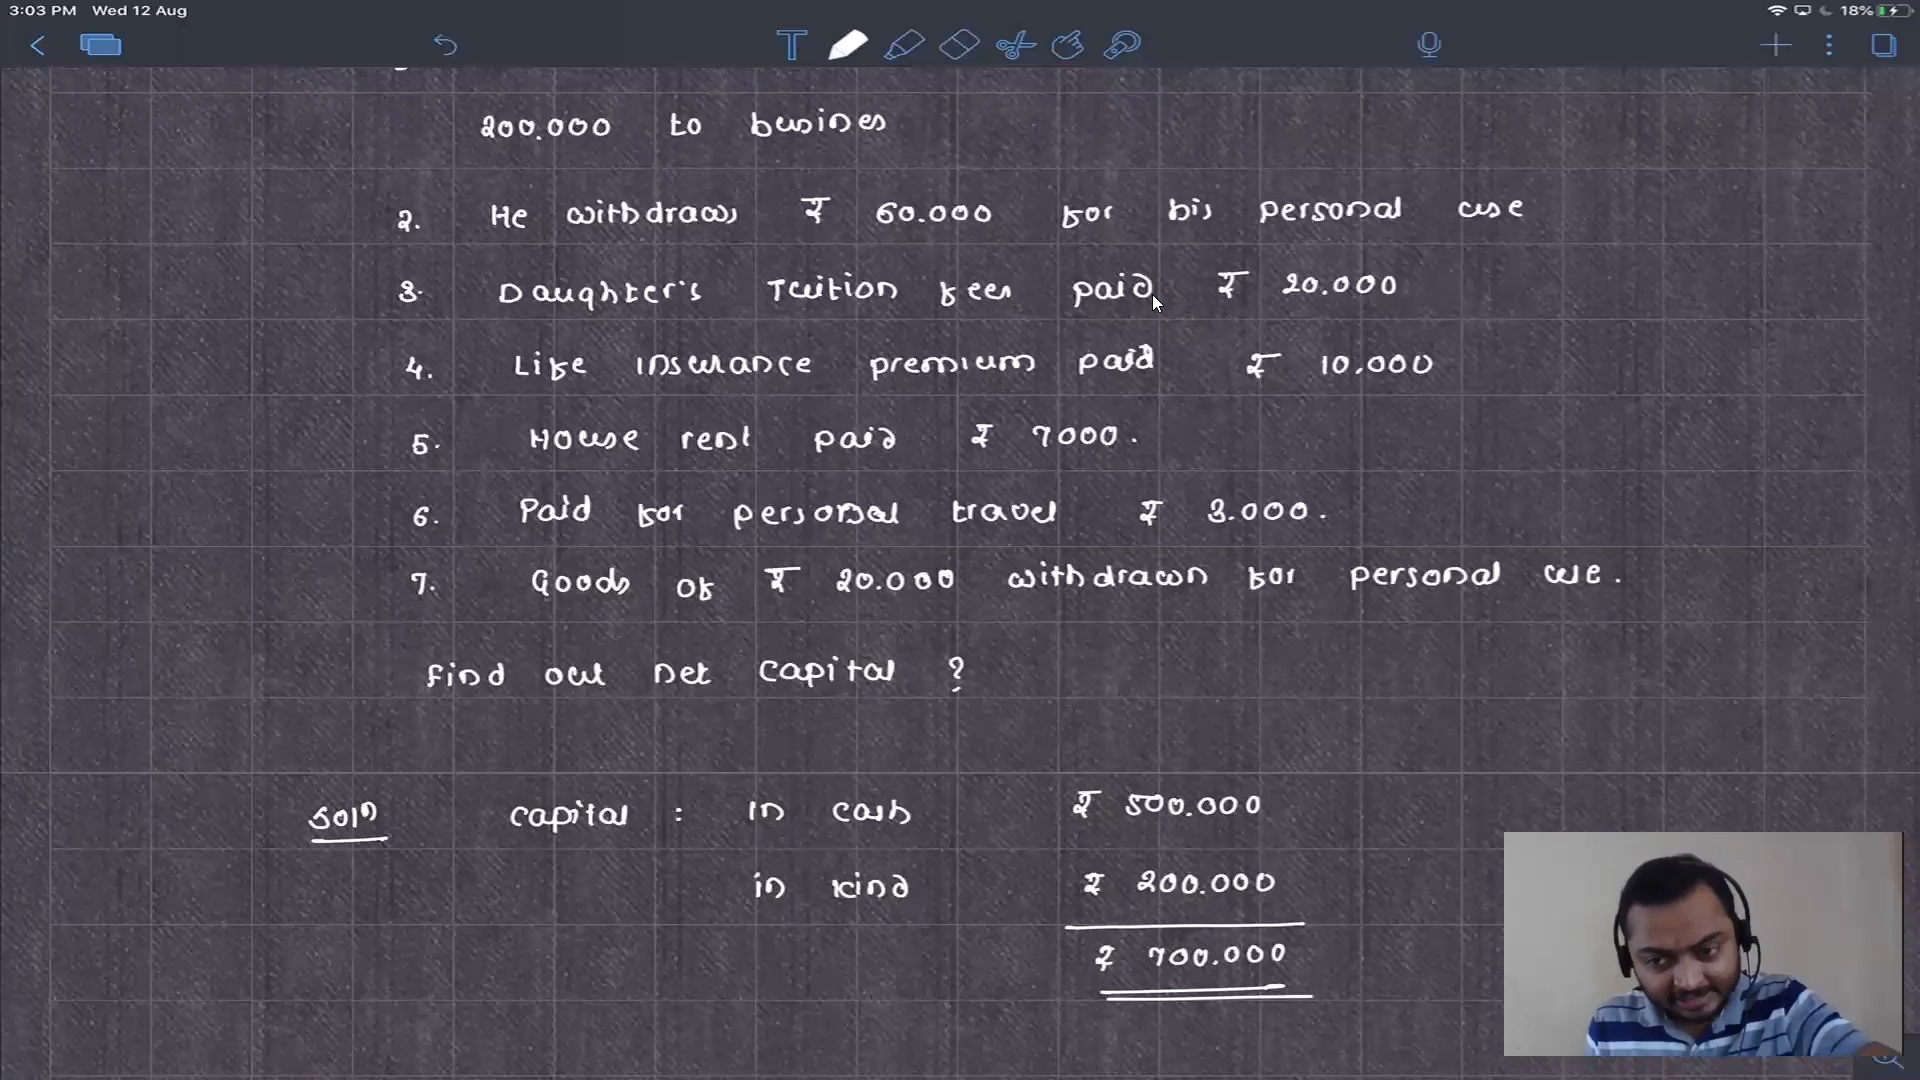 3:03 PM Wed 12 Aug 18%
200.000 to busines
2. He withdraws ₹ 60.000 for his personal use
3. Daughter's Tuition fees paid ₹ 20.000
4. Life insurance premium paid ₹ 10.000
5. House rent paid ₹ 7000.
6. Paid for personal travel ₹ 3.000.
7. Goods of ₹ 20.000 withdrawn for personal use.
Find out net capital ?
Soln capital : In cash ₹ 500.000
in kind ₹ 200.000
₹ 700.000